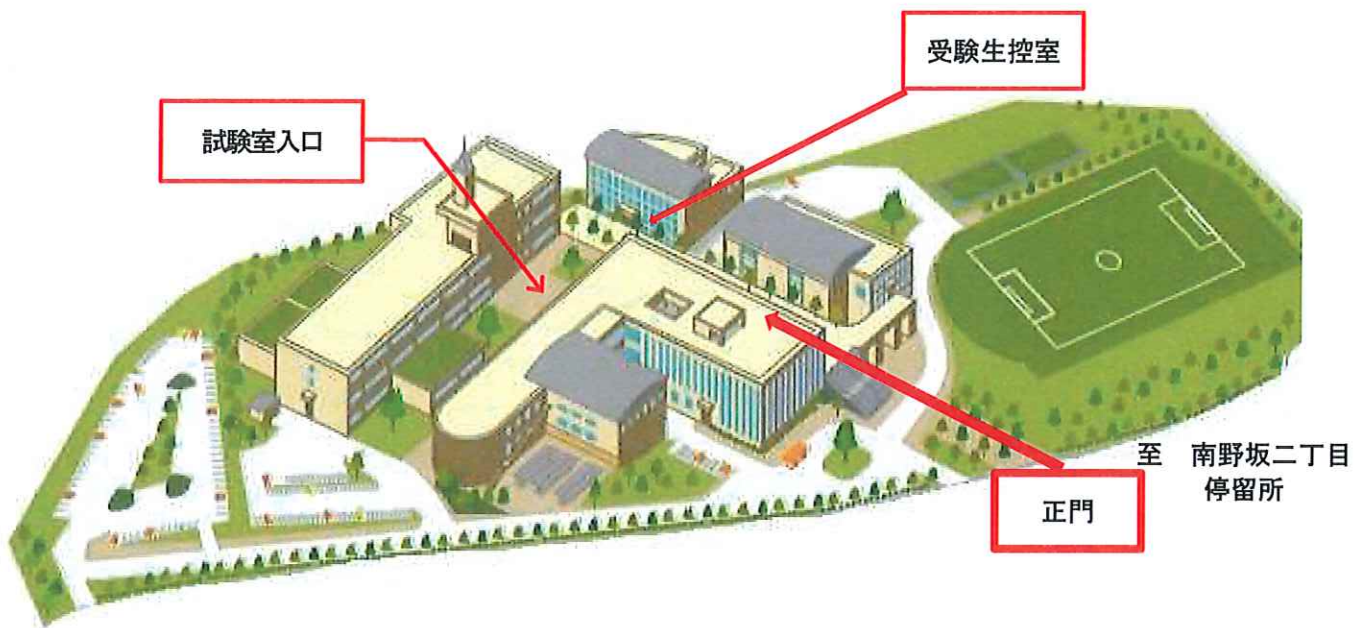 受験生控室
試験室入口
至 南野坂二丁目
停留所
正門